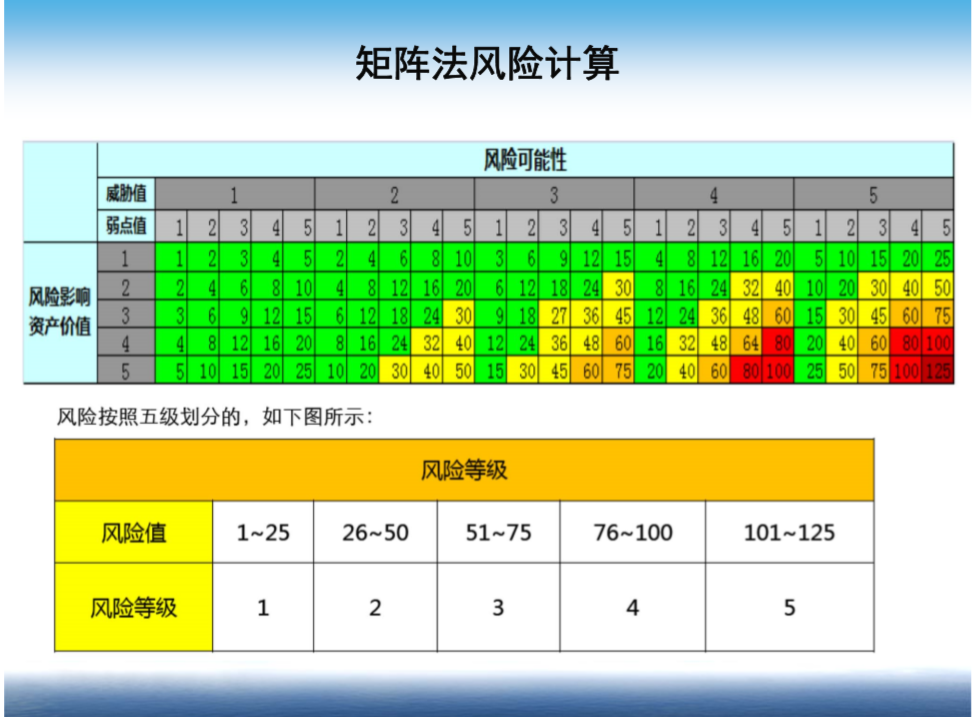 矩阵法风险计算
风险可能性
威胁值 1 2 3 4 5
弱点值 1 2 3 4 5 1 2 3 4 5 1 2 3 4 5 1 2 3 4 5 1 2 3 4 5
风险影响
资产价值
1 1 2 3 4 5 2 4 6 8 10 3 6 9 12 15 4 8 12 16 20 5 10 15 20 25
2 2 4 6 8 10 4 8 12 16 20 6 12 18 24 30 8 16 24 32 40 10 20 30 40 50
3 3 6 9 12 15 6 12 18 24 30 9 18 27 36 45 12 24 36 48 60 15 30 45 60 75
4 4 8 12 16 20 8 16 24 32 40 12 24 36 48 60 16 32 48 64 80 20 40 60 80 100
5 5 10 15 20 25 10 20 30 40 50 15 30 45 60 75 20 40 60 80 100 25 50 75 100 125
风险按照五级划分的，如下图所示：
风险等级
风险值 1~25 26~50 51~75 76~100 101~125
风险等级 1 2 3 4 5